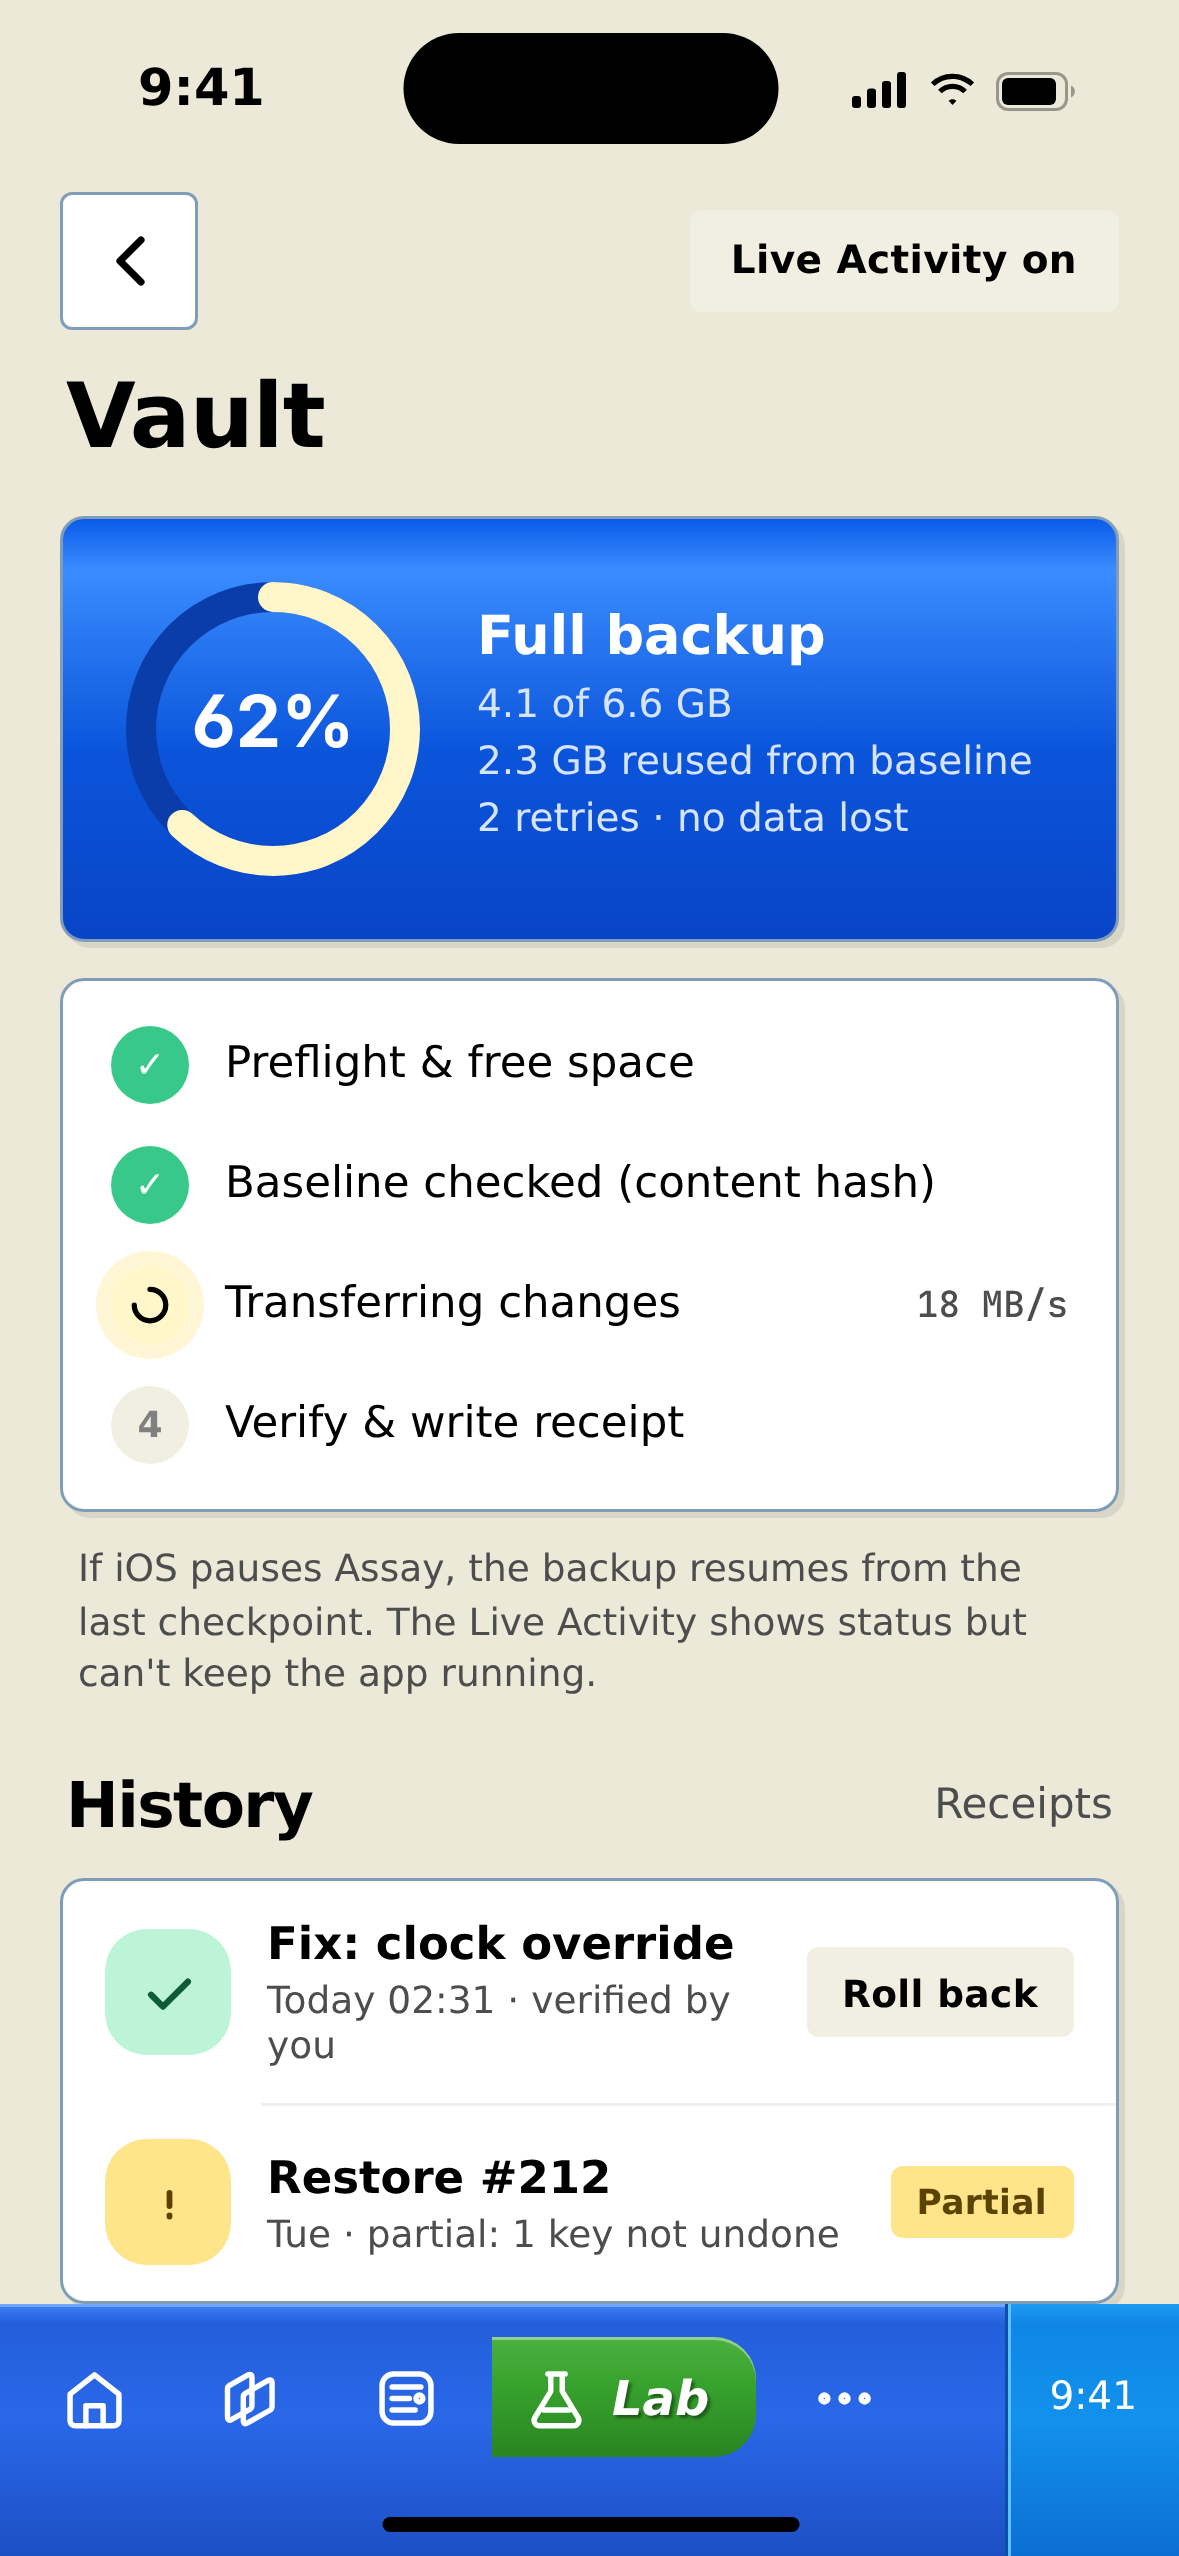 9:41
Live Activity on
Vault
62%
Full backup
4.1 of 6.6 GB
2.3 GB reused from baseline
2 retries · no data lost
✓ Preflight & free space
✓ Baseline checked (content hash)
Transferring changes 18 MB/s
4 Verify & write receipt
If iOS pauses Assay, the backup resumes from the
last checkpoint. The Live Activity shows status but
can't keep the app running.
History Receipts
Fix: clock override
Today 02:31 · verified by
you
Roll back
! Restore #212
Tue · partial: 1 key not undone
Partial
Lab
9:41